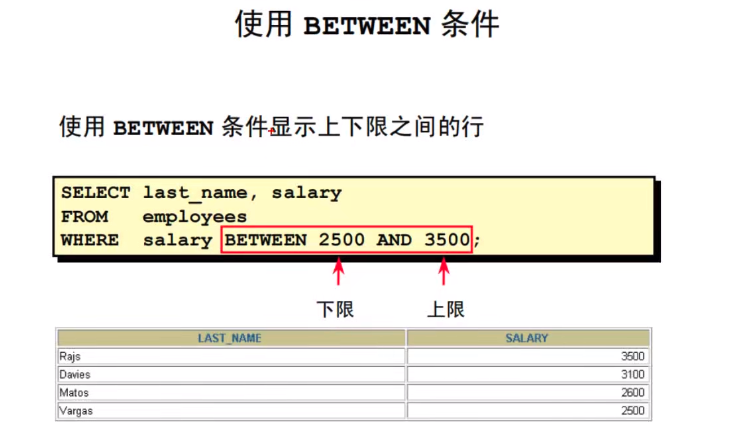 使用 BETWEEN 条件
使用 BETWEEN 条件显示上下限之间的行
SELECT last_name, salary
FROM employees
WHERE salary BETWEEN 2500 AND 3500;
下限 上限
LAST_NAME SALARY
Rajs 3500
Davies 3100
Matos 2600
Vargas 2500